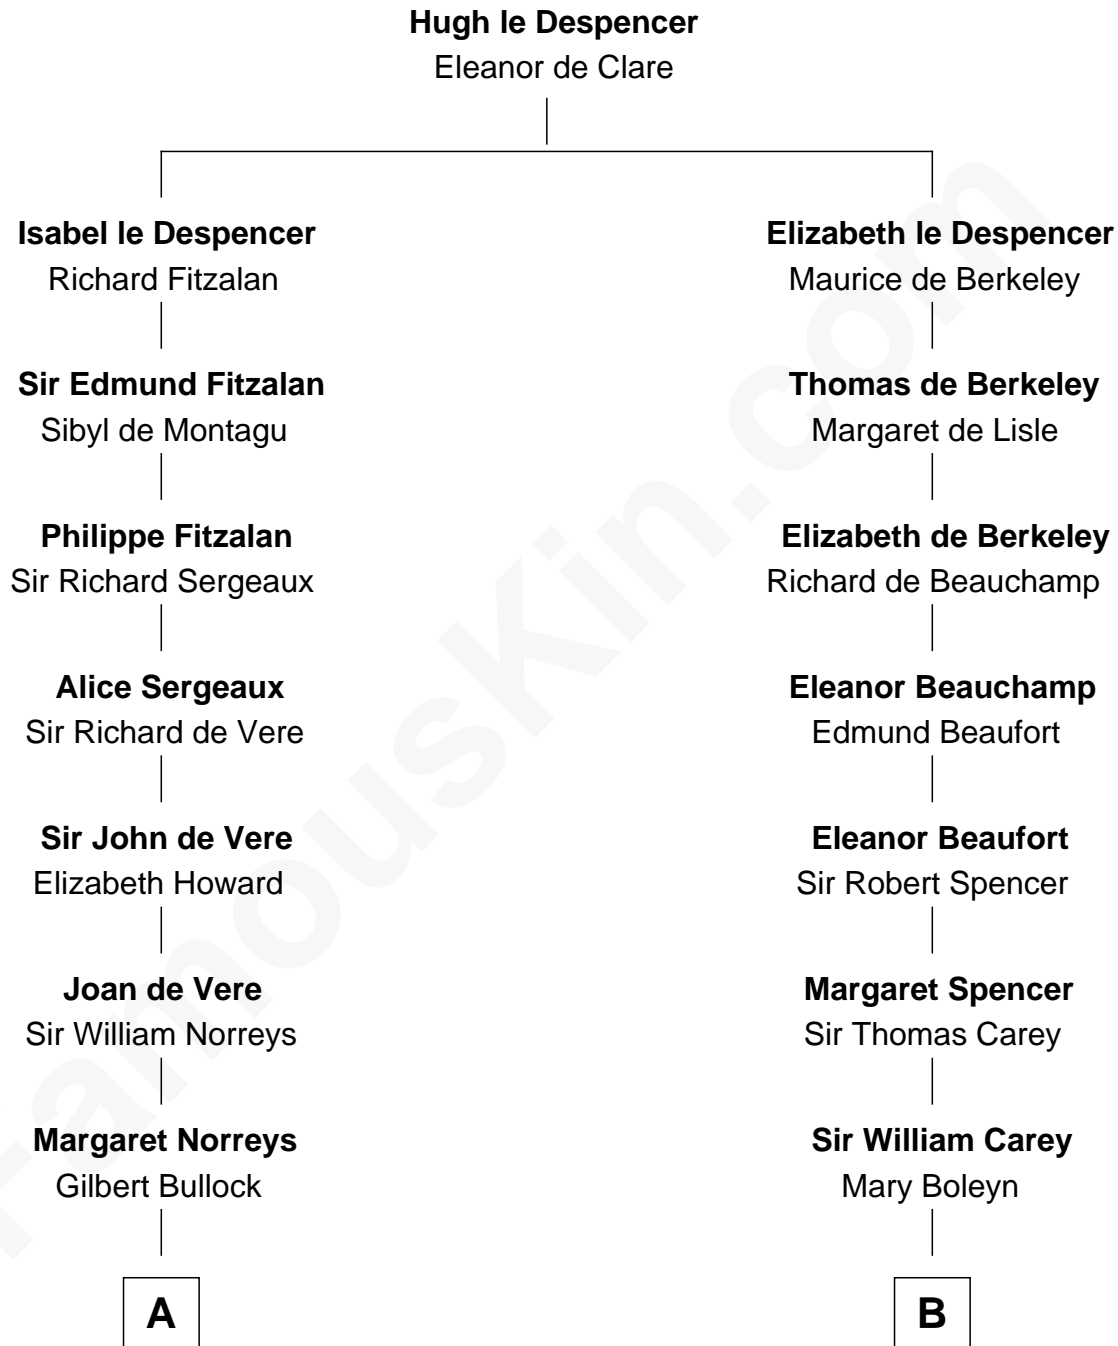 Hugh le Despencer
Eleanor de Clare
Isabel le Despencer
Richard Fitzalan
Elizabeth le Despencer
Maurice de Berkeley
Sir Edmund Fitzalan
Sibyl de Montagu
Thomas de Berkeley
Margaret de Lisle
Philippe Fitzalan
Sir Richard Sergeaux
Elizabeth de Berkeley
Richard de Beauchamp
Alice Sergeaux
Sir Richard de Vere
Eleanor Beauchamp
Edmund Beaufort
Sir John de Vere
Elizabeth Howard
Eleanor Beaufort
Sir Robert Spencer
Joan de Vere
Sir William Norreys
Margaret Spencer
Sir Thomas Carey
Margaret Norreys
Gilbert Bullock
Sir William Carey
Mary Boleyn
A
B
FamousKin.com